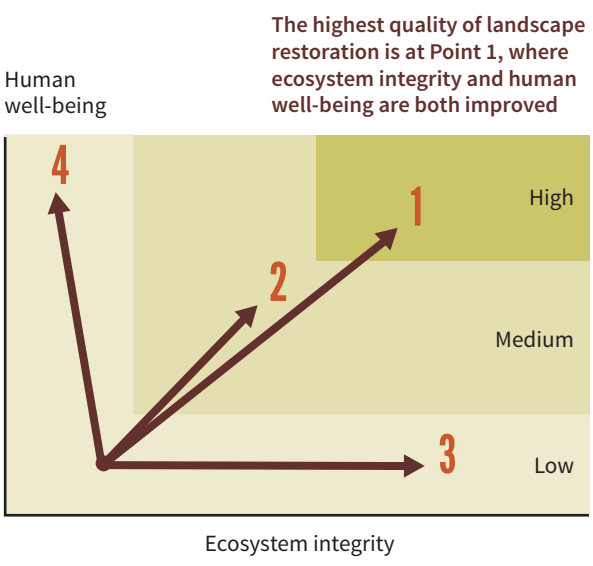 The highest quality of landscape
restoration is at Point 1, where
ecosystem integrity and human
well-being are both improved
Human
well-being
4
1
High
2
Medium
3
Low
Ecosystem integrity